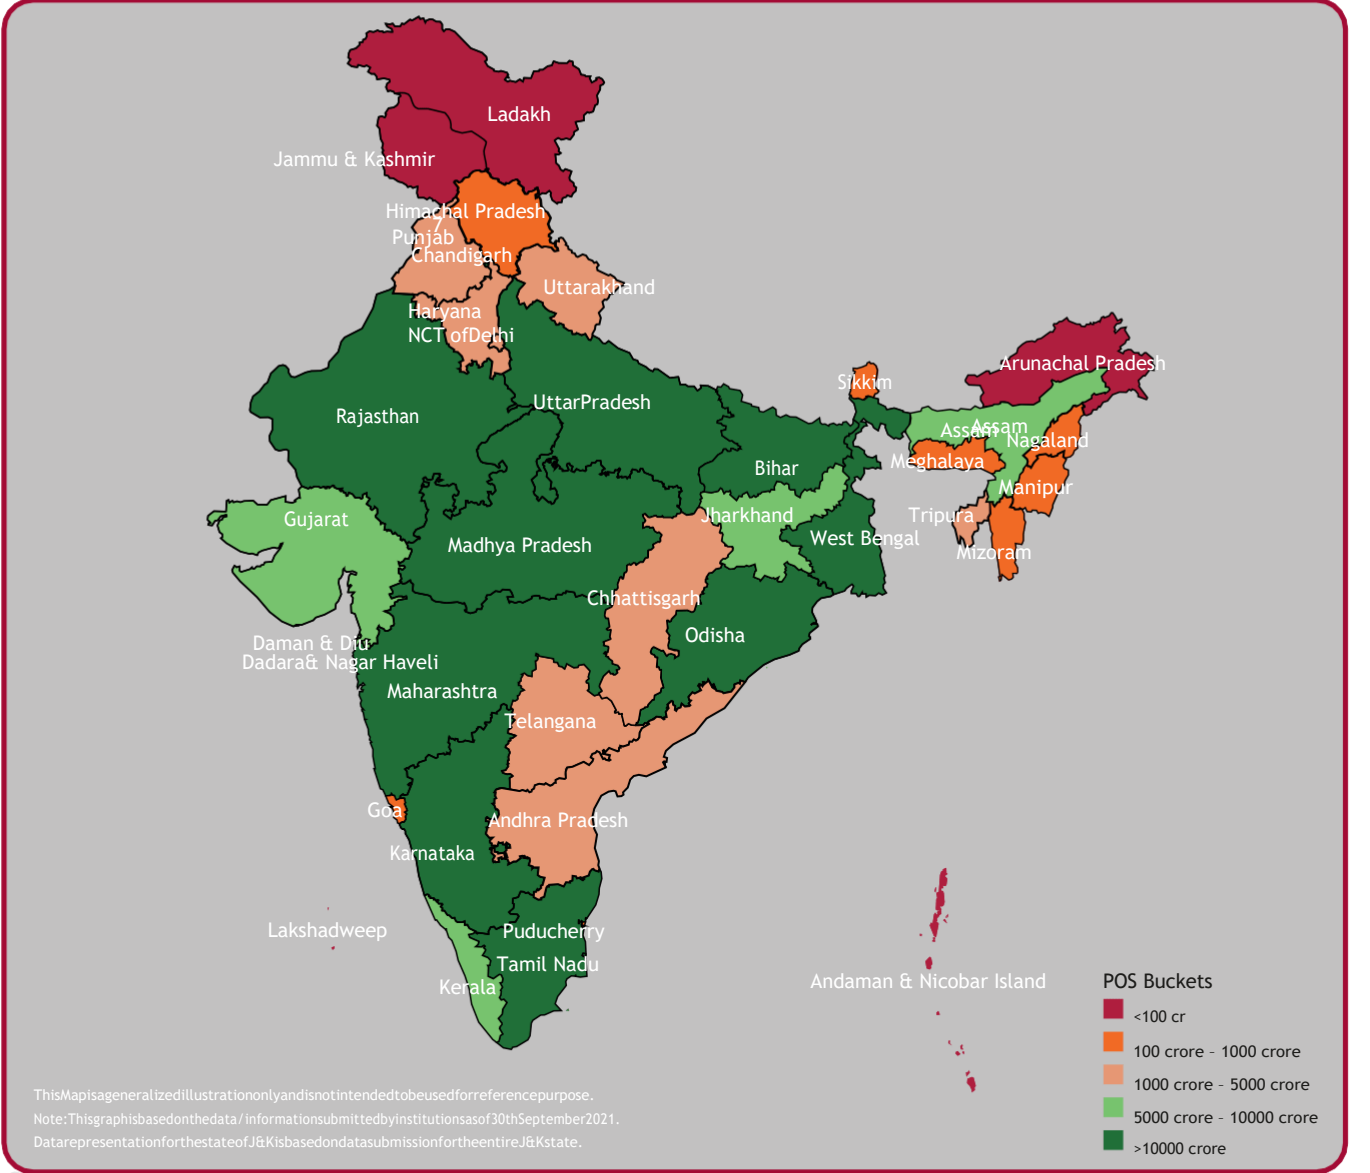 Ladakh
Jammu & Kashmir
Himachal Pradesh
7
Punjab
Chandigarh
Uttarakhand
Haryana
NCT ofDelhi
Arunachal Pradesh
Sikkim
UttarPradesh
Rajasthan
Assam
Assam
Nagaland
Meghalaya
Bihar
Manipur
Gujarat
Jharkhand
Tripura
West Bengal
Madhya Pradesh
Mizoram
Chhattisgarh
Odisha
Daman & Diu
Dadara& Nagar Haveli
Maharashtra
Telangana
Goa
Andhra Pradesh
Karnataka
Lakshadweep
Puducherry
Tamil Nadu
Kerala
Andaman & Nicobar Island
POS Buckets
<100 cr
100 crore - 1000 crore
1000 crore - 5000 crore
5000 crore - 10000 crore
>10000 crore
ThisMapisageneralizedillustrationonlyandisnotintendedtobeusedforreferencepurpose.
Note:Thisgraphisbasedonthedata/informationsubmittedbyinstitutionsasof30thSeptember2021.
DatarepresentationforthestateofJ&KisbasedondatasubmissionfortheentireJ&Kstate.